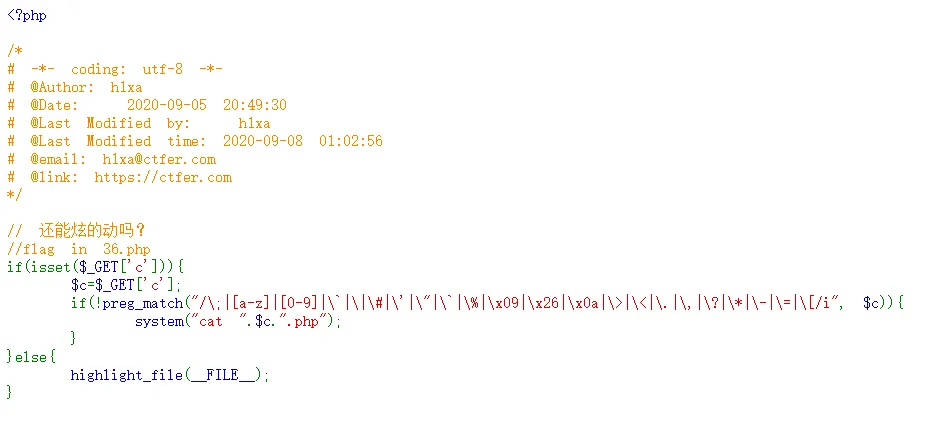 <?php
/*
# -*- coding: utf-8 -*-
# @Author: h1xa
# @Date:   2020-09-05 20:49:30
# @Last Modified by:   h1xa
# @Last Modified time: 2020-09-08 01:02:56
# @email: h1xa@ctfer.com
# @link: https://ctfer.com
*/
// 还能炫的动吗？
//flag in 36.php
if(isset($_GET['c'])){
    $c=$_GET['c'];
    if(!preg_match("/\;|[a-z]|[0-9]|\`|\|\#|\'|\"|\`|\%|\x09|\x26|\x0a|\>|\<|\.|\,|\?|\*|\-|\=|\[/i", $c)){
        system("cat ".$c.".php");
    }
}else{
    highlight_file(__FILE__);
}